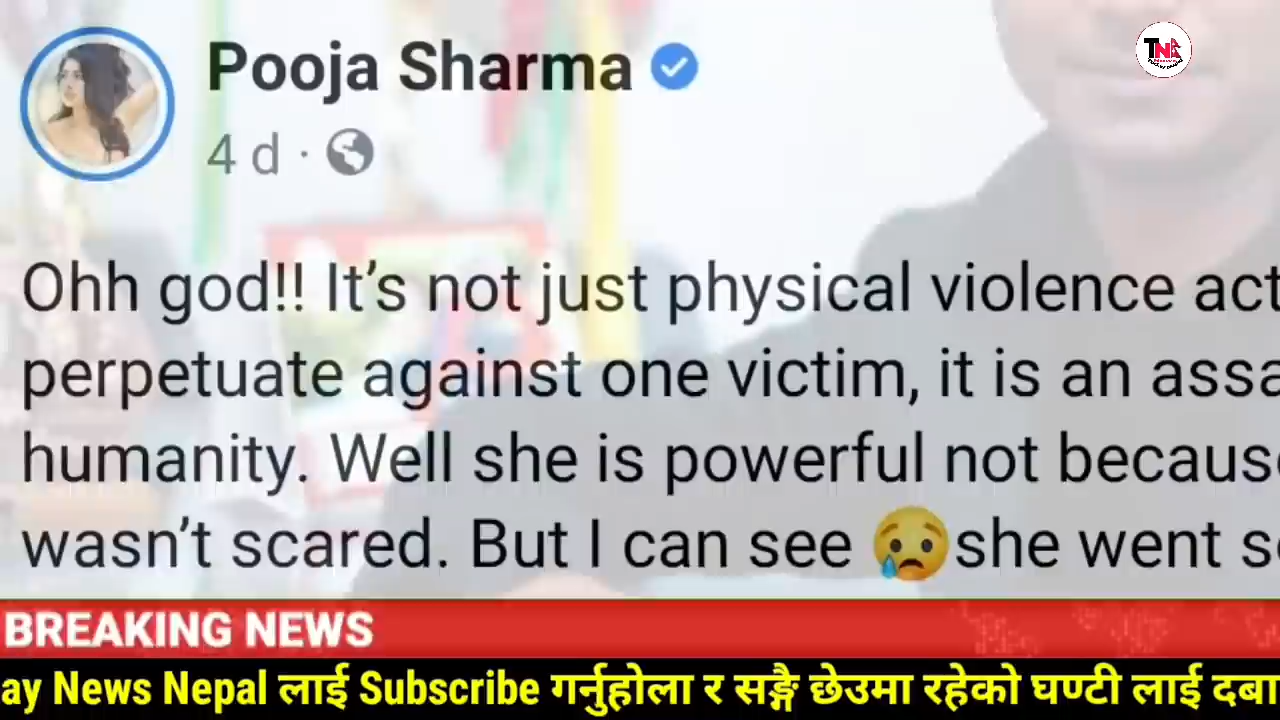 Pooja Sharma
4 d ·
Ohh god!! It’s not just physical violence act
perpetuate against one victim, it is an assa
humanity. Well she is powerful not because
wasn’t scared. But I can see 😢 she went s
BREAKING NEWS
ay News Nepal लाई Subscribe गर्नुहोला र सङ्गै छेउमा रहेको घण्टी लाई दबा
TN